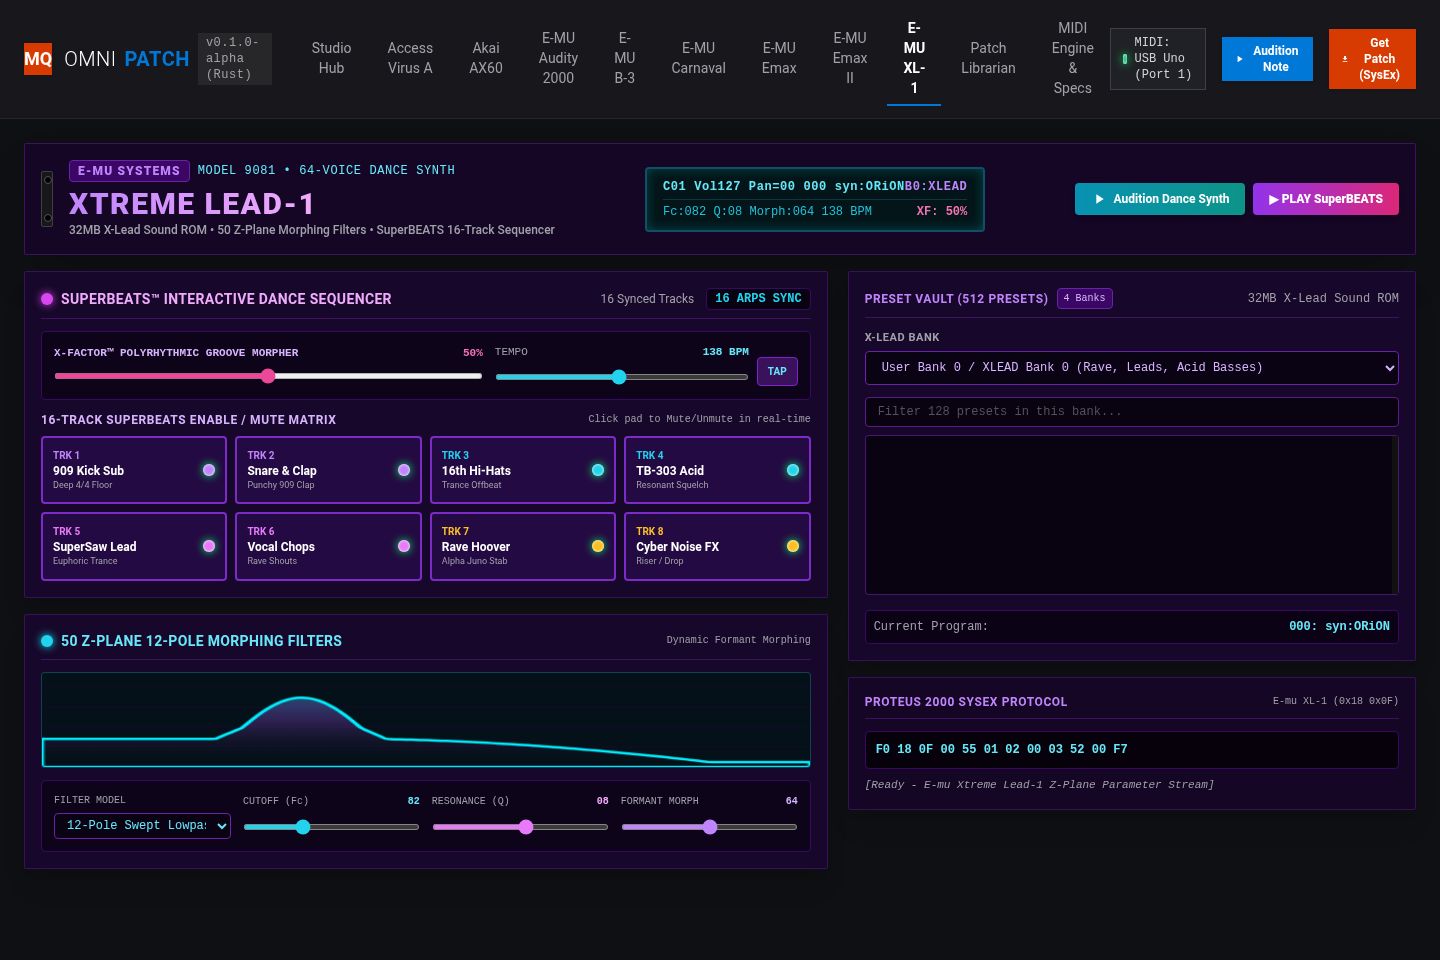 MQ OMNI PATCH
v0.1.0-
alpha
(Rust)
Studio
Hub
Access
Virus A
Akai
AX60
E-MU
Audity
2000
E-
MU
B-3
E-MU
Carnaval
E-MU
Emax
E-MU
Emax
II
E-
MU
XL-
1
Patch
Librarian
MIDI
Engine
&
Specs
MIDI:
USB Uno
(Port 1)
Audition
Note
Get
Patch
(SysEx)
E-MU SYSTEMS MODEL 9081 • 64-VOICE DANCE SYNTH
XTREME LEAD-1
32MB X-Lead Sound ROM • 50 Z-Plane Morphing Filters • SuperBEATS 16-Track Sequencer
C01 Vol127 Pan=00 000 syn:ORiONB0:XLEAD
Fc:082 Q:08 Morph:064 138 BPM XF: 50%
Audition Dance Synth
▶ PLAY SuperBEATS
SUPERBEATS™ INTERACTIVE DANCE SEQUENCER
16 Synced Tracks 16 ARPS SYNC
X-FACTOR™ POLYRHYTHMIC GROOVE MORPHER 50%
TEMPO 138 BPM
TAP
16-TRACK SUPERBEATS ENABLE / MUTE MATRIX
Click pad to Mute/Unmute in real-time
TRK 1
909 Kick Sub
Deep 4/4 Floor
TRK 2
Snare & Clap
Punchy 909 Clap
TRK 3
16th Hi-Hats
Trance Offbeat
TRK 4
TB-303 Acid
Resonant Squelch
TRK 5
SuperSaw Lead
Euphoric Trance
TRK 6
Vocal Chops
Rave Shouts
TRK 7
Rave Hoover
Alpha Juno Stab
TRK 8
Cyber Noise FX
Riser / Drop
50 Z-PLANE 12-POLE MORPHING FILTERS
Dynamic Formant Morphing
FILTER MODEL
12-Pole Swept Lowpas
CUTOFF (Fc) 82
RESONANCE (Q) 08
FORMANT MORPH 64
PRESET VAULT (512 PRESETS) 4 Banks
32MB X-Lead Sound ROM
X-LEAD BANK
User Bank 0 / XLEAD Bank 0 (Rave, Leads, Acid Basses)
Filter 128 presets in this bank...
Current Program: 000: syn:ORiON
PROTEUS 2000 SYSEX PROTOCOL
E-mu XL-1 (0x18 0x0F)
F0 18 0F 00 55 01 02 00 03 52 00 F7
[Ready - E-mu Xtreme Lead-1 Z-Plane Parameter Stream]